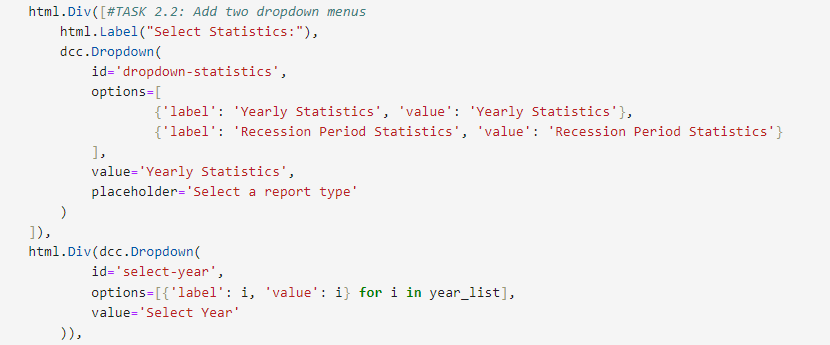 html.Div([#TASK 2.2: Add two dropdown menus
    html.Label("Select Statistics:"),
    dcc.Dropdown(
        id='dropdown-statistics',
        options=[
                {'label': 'Yearly Statistics', 'value': 'Yearly Statistics'},
                {'label': 'Recession Period Statistics', 'value': 'Recession Period Statistics'}
        ],
        value='Yearly Statistics',
        placeholder='Select a report type'
    )
]),
html.Div(dcc.Dropdown(
        id='select-year',
        options=[{'label': i, 'value': i} for i in year_list],
        value='Select Year'
    )),